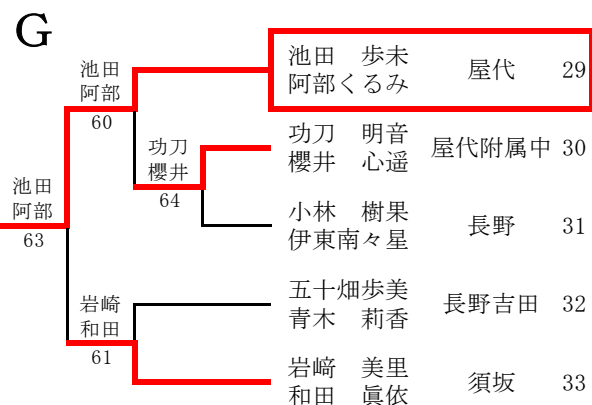 G
池田
阿部
60
池田　歩未
阿部くるみ
屋代
29
功刀
櫻井
64
功刀　明音
櫻井　心遥
屋代附属中
30
池田
阿部
63
小林　樹果
伊東南々星
長野
31
岩崎
和田
61
五十畑歩美
青木　莉香
長野吉田
32
岩﨑　美里
和田　眞依
須坂
33